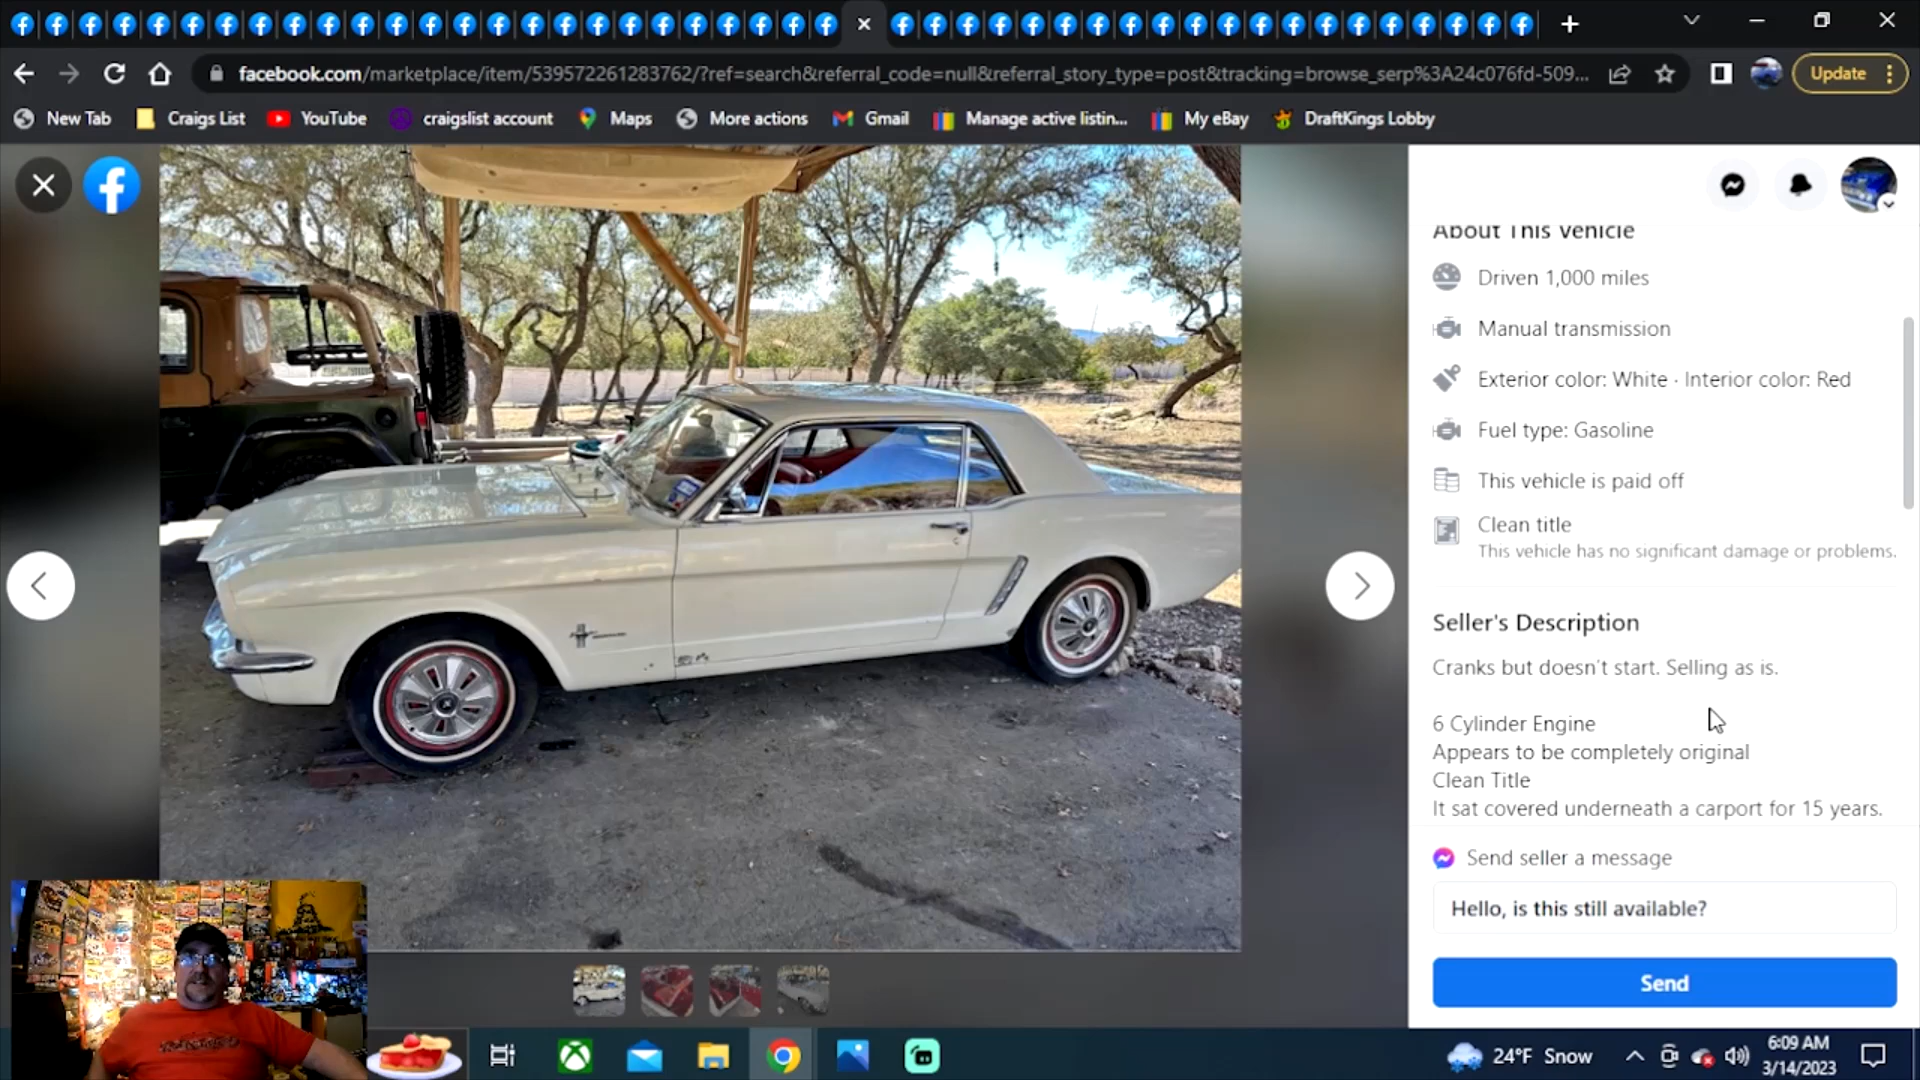 facebook.com/marketplace/item/539572261283762/?ref=search&referral_code=null&referral_story_type=post&tracking=browse_serp%3A24c076fd-509...
Update
New Tab
Craigs List
YouTube
craigslist account
Maps
More actions
Gmail
Manage active listin...
My eBay
DraftKings Lobby
About This Vehicle
Driven 1,000 miles
Manual transmission
Exterior color: White · Interior color: Red
Fuel type: Gasoline
This vehicle is paid off
Clean title
This vehicle has no significant damage or problems.
Seller's Description
Cranks but doesn't start. Selling as is.
6 Cylinder Engine
Appears to be completely original
Clean Title
It sat covered underneath a carport for 15 years.
Send seller a message
Hello, is this still available?
Send
24°F Snow
6:09 AM
3/14/2023